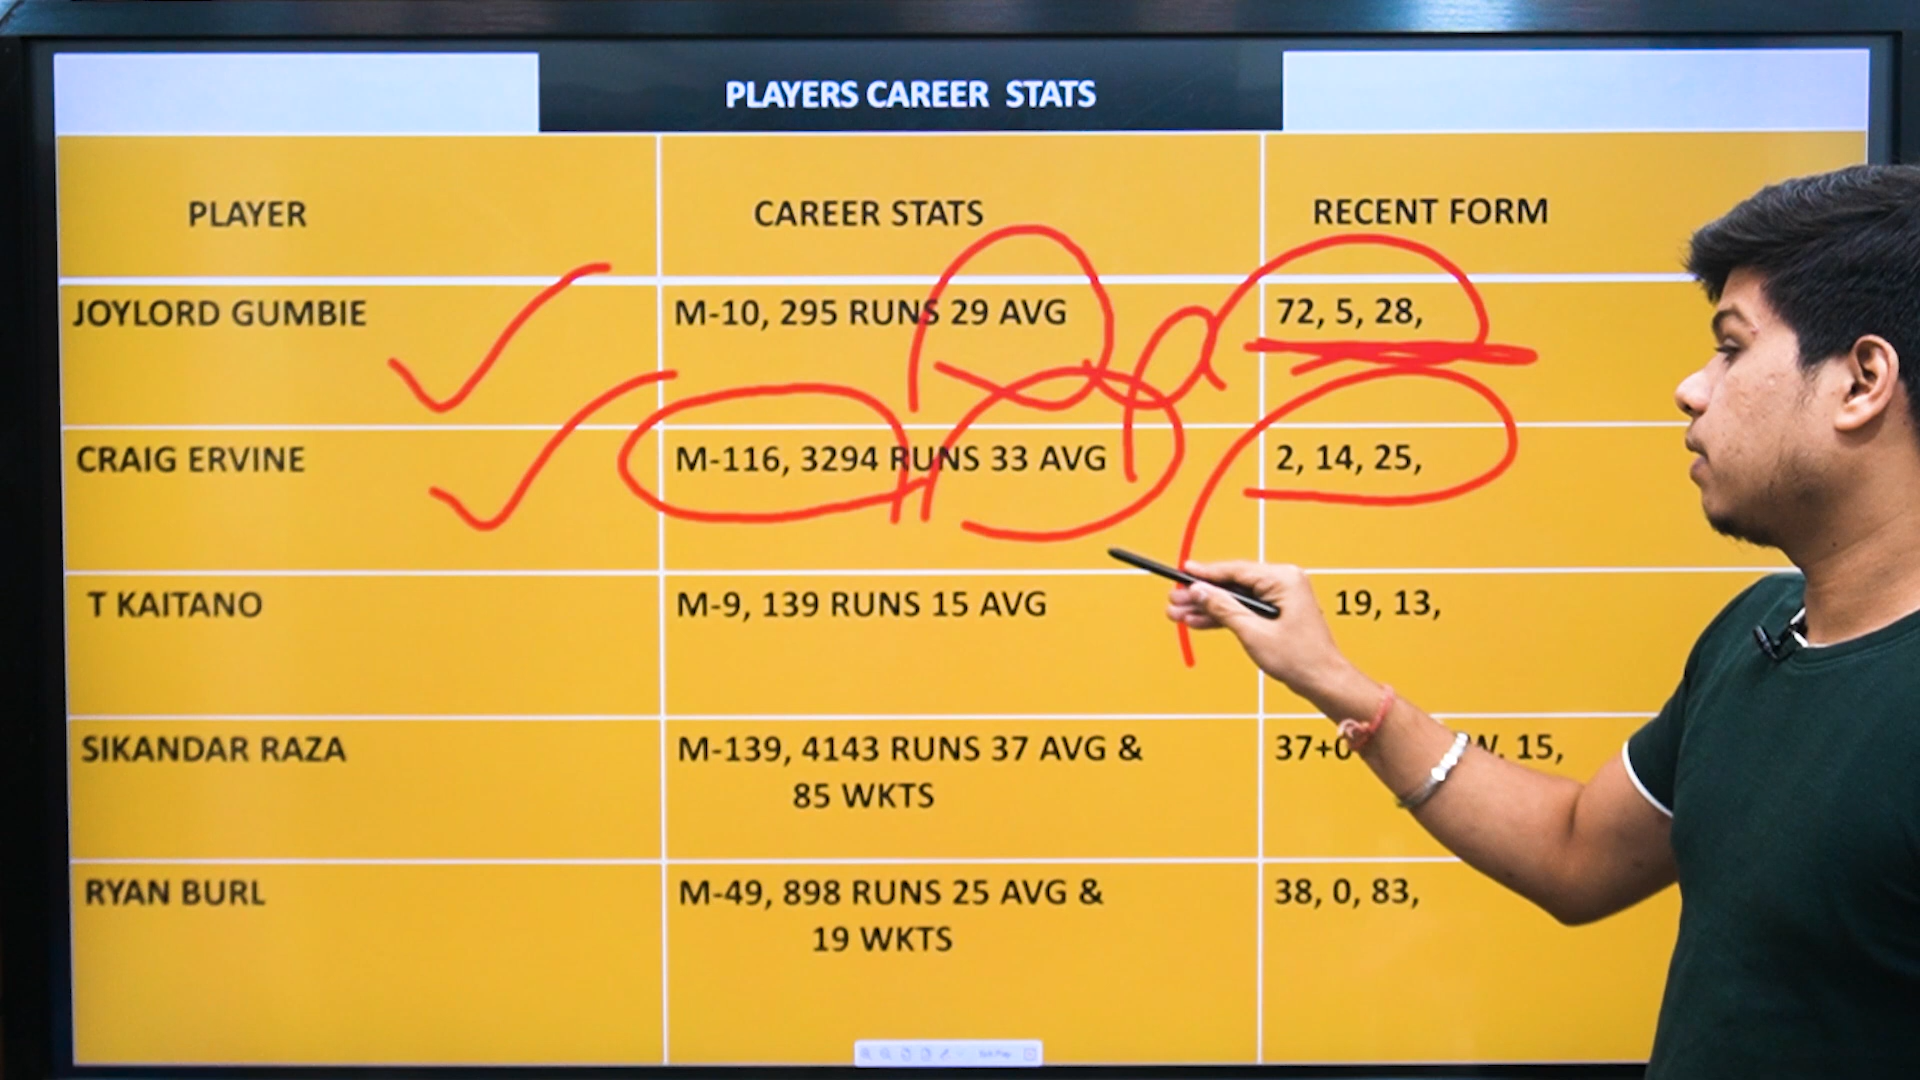 PLAYERS CAREER STATS
PLAYER
CAREER STATS
RECENT FORM
JOYLORD GUMBIE
M-10, 295 RUNS 29 AVG
72, 5, 28,
CRAIG ERVINE
M-116, 3294 RUNS 33 AVG
2, 14, 25,
T KAITANO
M-9, 139 RUNS 15 AVG
19, 13,
SIKANDAR RAZA
M-139, 4143 RUNS 37 AVG &
85 WKTS
37+0
W. 15,
RYAN BURL
M-49, 898 RUNS 25 AVG &
19 WKTS
38, 0, 83,